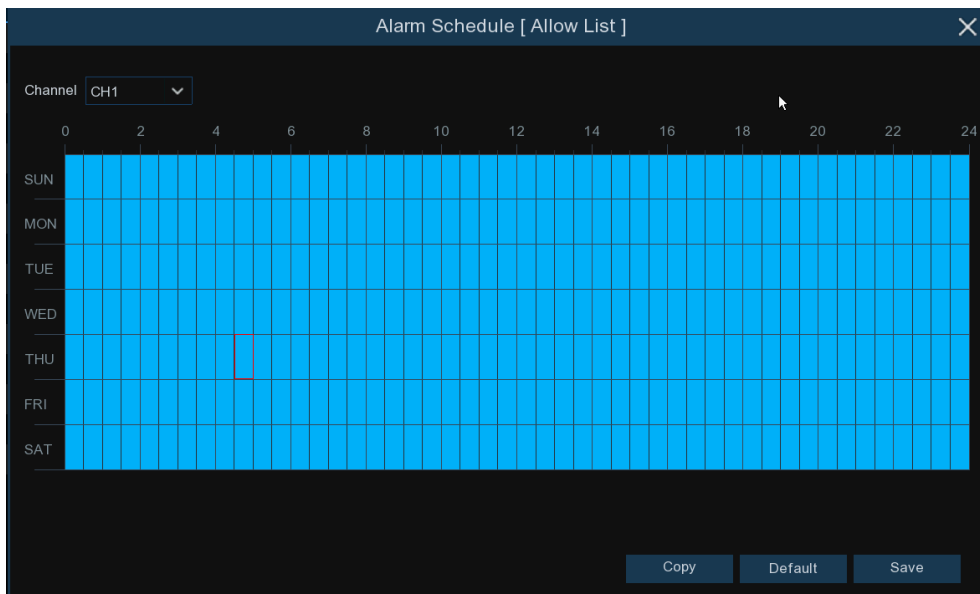 Alarm Schedule [ Allow List ]
Channel CH1
0 2 4 6 8 10 12 14 16 18 20 22 24
SUN
MON
TUE
WED
THU
FRI
SAT
Copy Default Save